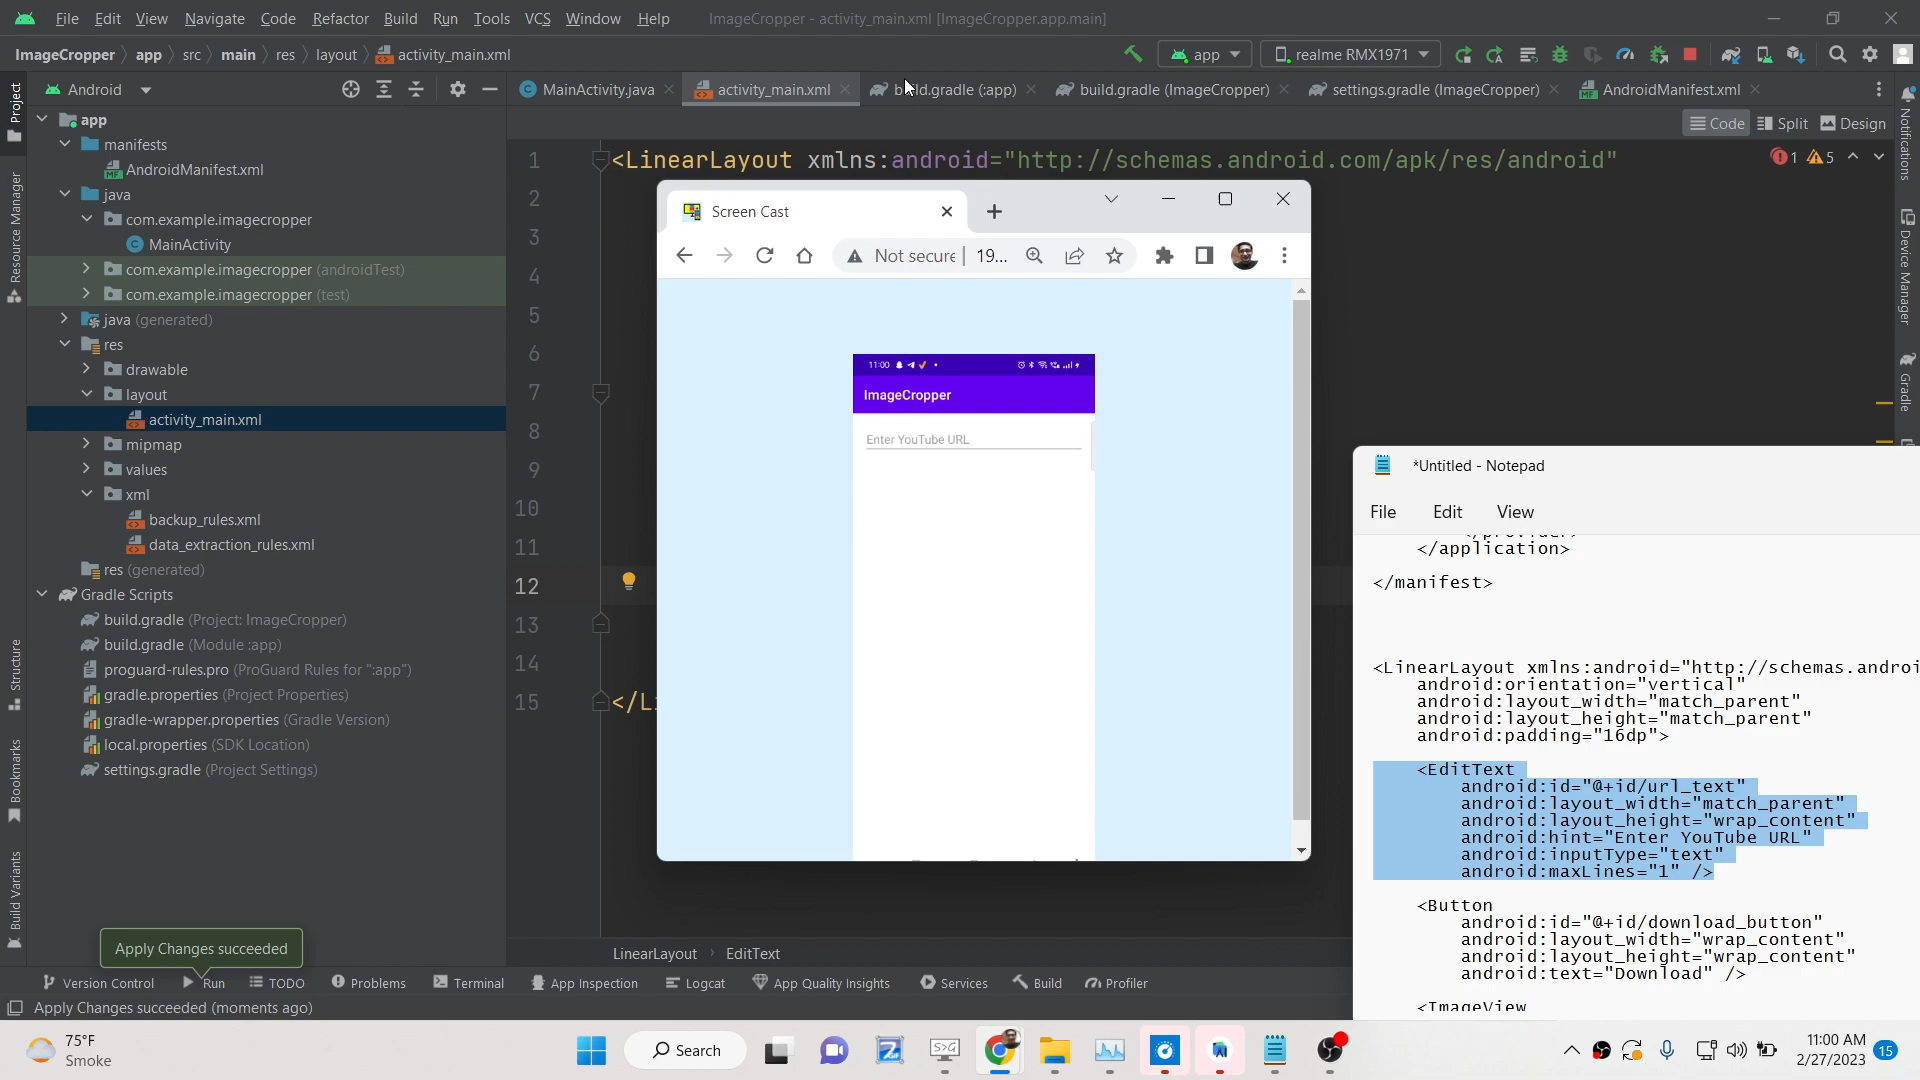 File Edit View Navigate Code Refactor Build Run Tools VCS Window Help ImageCropper - activity_main.xml [ImageCropper.app.main]
ImageCropper app src main res layout activity_main.xml app realme RMX1971
Project Android MainActivity.java activity_main.xml build.gradle (:app) build.gradle (ImageCropper) settings.gradle (ImageCropper) AndroidManifest.xml
Code Split Design
app
manifests
AndroidManifest.xml
java
com.example.imagecropper
MainActivity
com.example.imagecropper (androidTest)
com.example.imagecropper (test)
java (generated)
res
drawable
layout
activity_main.xml
mipmap
values
xml
backup_rules.xml
data_extraction_rules.xml
res (generated)
Gradle Scripts
build.gradle (Project: ImageCropper)
build.gradle (Module :app)
proguard-rules.pro (ProGuard Rules for ":app")
gradle.properties (Project Properties)
gradle-wrapper.properties (Gradle Version)
local.properties (SDK Location)
settings.gradle (Project Settings)
Resource Manager
Structure
Bookmarks
Build Variants
Notifications
Device Manager
Gradle
1 <LinearLayout xmlns:android="http://schemas.android.com/apk/res/android" 1 5
2
3
4
5
6
7
8
9
10
11
12
13
14
15 </Li
Screen Cast
Not secure 19...
11:00
ImageCropper
Enter YouTube URL
*Untitled - Notepad
File Edit View
</application>
</manifest>
<LinearLayout xmlns:android="http://schemas.androi
android:orientation="vertical"
android:layout_width="match_parent"
android:layout_height="match_parent"
android:padding="16dp">
<EditText
android:id="@+id/url_text"
android:layout_width="match_parent"
android:layout_height="wrap_content"
android:hint="Enter YouTube URL"
android:inputType="text"
android:maxLines="1" />
<Button
android:id="@+id/download_button"
android:layout_width="wrap_content"
android:layout_height="wrap_content"
android:text="Download" />
<ImageView
LinearLayout EditText
Apply Changes succeeded
Version Control Run TODO Problems Terminal App Inspection Logcat App Quality Insights Services Build Profiler
Apply Changes succeeded (moments ago)
75°F
Smoke
Search
11:00 AM
2/27/2023 15